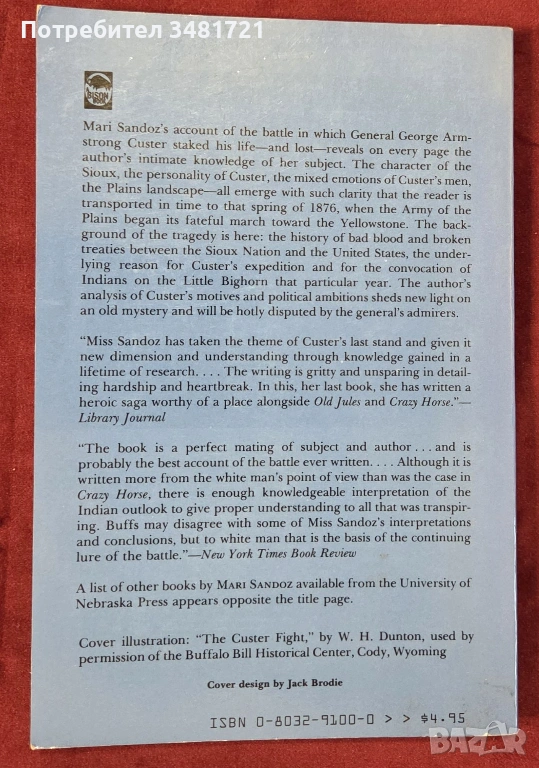 Потребител 3481721
BISON
BOOK
Mari Sandoz's account of the battle in which General George Arm-
strong Custer staked his life—and lost—reveals on every page the
author's intimate knowledge of her subject. The character of the
Sioux, the personality of Custer, the mixed emotions of Custer's men,
the Plains landscape—all emerge with such clarity that the reader is
transported in time to that spring of 1876, when the Army of the
Plains began its fateful march toward the Yellowstone. The back-
ground of the tragedy is here: the history of bad blood and broken
treaties between the Sioux Nation and the United States, the under-
lying reason for Custer's expedition and for the convocation of
Indians on the Little Bighorn that particular year. The author's
analysis of Custer's motives and political ambitions sheds new light on
an old mystery and will be hotly disputed by the general's admirers.
"Miss Sandoz has taken the theme of Custer's last stand and given it
new dimension and understanding through knowledge gained in a
lifetime of research. . . . The writing is gritty and unsparing in detail-
ing hardship and heartbreak. In this, her last book, she has written a
heroic saga worthy of a place alongside Old Jules and Crazy Horse."—
Library Journal
"The book is a perfect mating of subject and author . . . and is
probably the best account of the battle ever written. . . . Although it is
written more from the white man's point of view than was the case in
Crazy Horse, there is enough knowledgeable interpretation of the
Indian outlook to give proper understanding to all that was transpir-
ing. Buffs may disagree with some of Miss Sandoz's interpretations
and conclusions, but to white man that is the basis of the continuing
lure of the battle."—New York Times Book Review
A list of other books by MARI SANDOZ available from the University of
Nebraska Press appears opposite the title page.
Cover illustration: "The Custer Fight," by W. H. Dunton, used by
permission of the Buffalo Bill Historical Center, Cody, Wyoming
Cover design by Jack Brodie
ISBN 0-8032-9100-0 > > $4.95
BAZAR